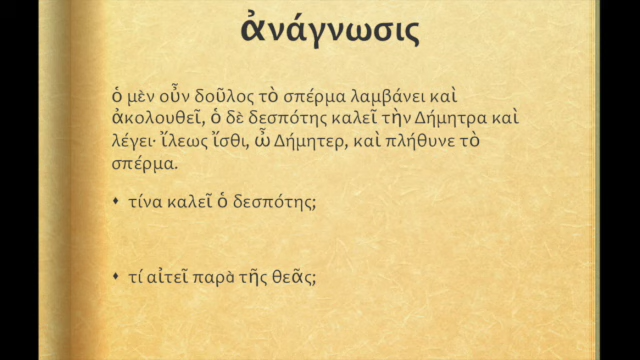 ἀνάγνωσις
ὁ μὲν οὖν δοῦλος τὸ σπέρμα λαμβάνει καὶ
ἀκολουθεῖ, ὁ δὲ δεσπότης καλεῖ τὴν Δήμητρα καὶ
λέγει· ἵλεως ἴσθι, ὦ Δήμητερ, καὶ πλήθυνε τὸ
σπέρμα.
• τίνα καλεῖ ὁ δεσπότης;
• τί αἰτεῖ παρὰ τῆς θεᾶς;